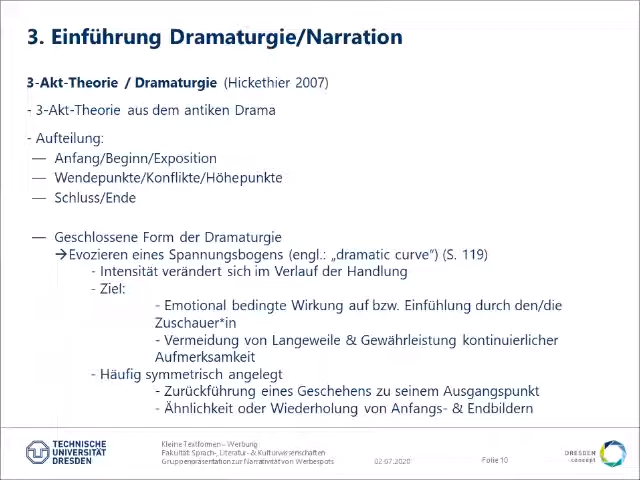 3. Einführung Dramaturgie/Narration
3-Akt-Theorie / Dramaturgie (Hickethier 2007)
- 3-Akt-Theorie aus dem antiken Drama
- Aufteilung:
— Anfang/Beginn/Exposition
— Wendepunkte/Konflikte/Höhepunkte
— Schluss/Ende
— Geschlossene Form der Dramaturgie
→Evozieren eines Spannungsbogens (engl.: „dramatic curve“) (S. 119)
- Intensität verändert sich im Verlauf der Handlung
- Ziel:
- Emotional bedingte Wirkung auf bzw. Einfühlung durch den/die
Zuschauer*in
- Vermeidung von Langeweile & Gewährleistung kontinuierlicher
Aufmerksamkeit
- Häufig symmetrisch angelegt
- Zurückführung eines Geschehens zu seinem Ausgangspunkt
- Ähnlichkeit oder Wiederholung von Anfangs- & Endbildern
TECHNISCHE
UNIVERSITÄT
DRESDEN
Kleine Textformen – Werbung
Fakultät Sprach-, Literatur- & Kulturwissenschaften
Gruppenpräsentation zur Narrativität von Werbespots
02.07.2020
Folie 10
DRESDEN
concept